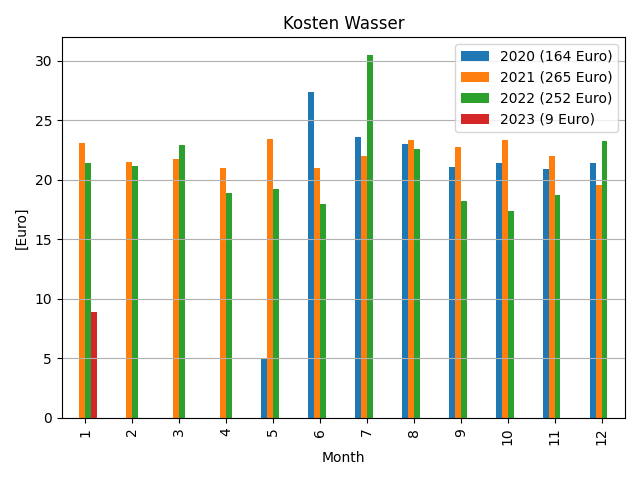 Kosten Wasser
2020 (164 Euro)
2021 (265 Euro)
2022 (252 Euro)
2023 (9 Euro)
[Euro]
30
25
20
15
10
5
0
1 2 3 4 5 6 7 8 9 10 11 12
Month